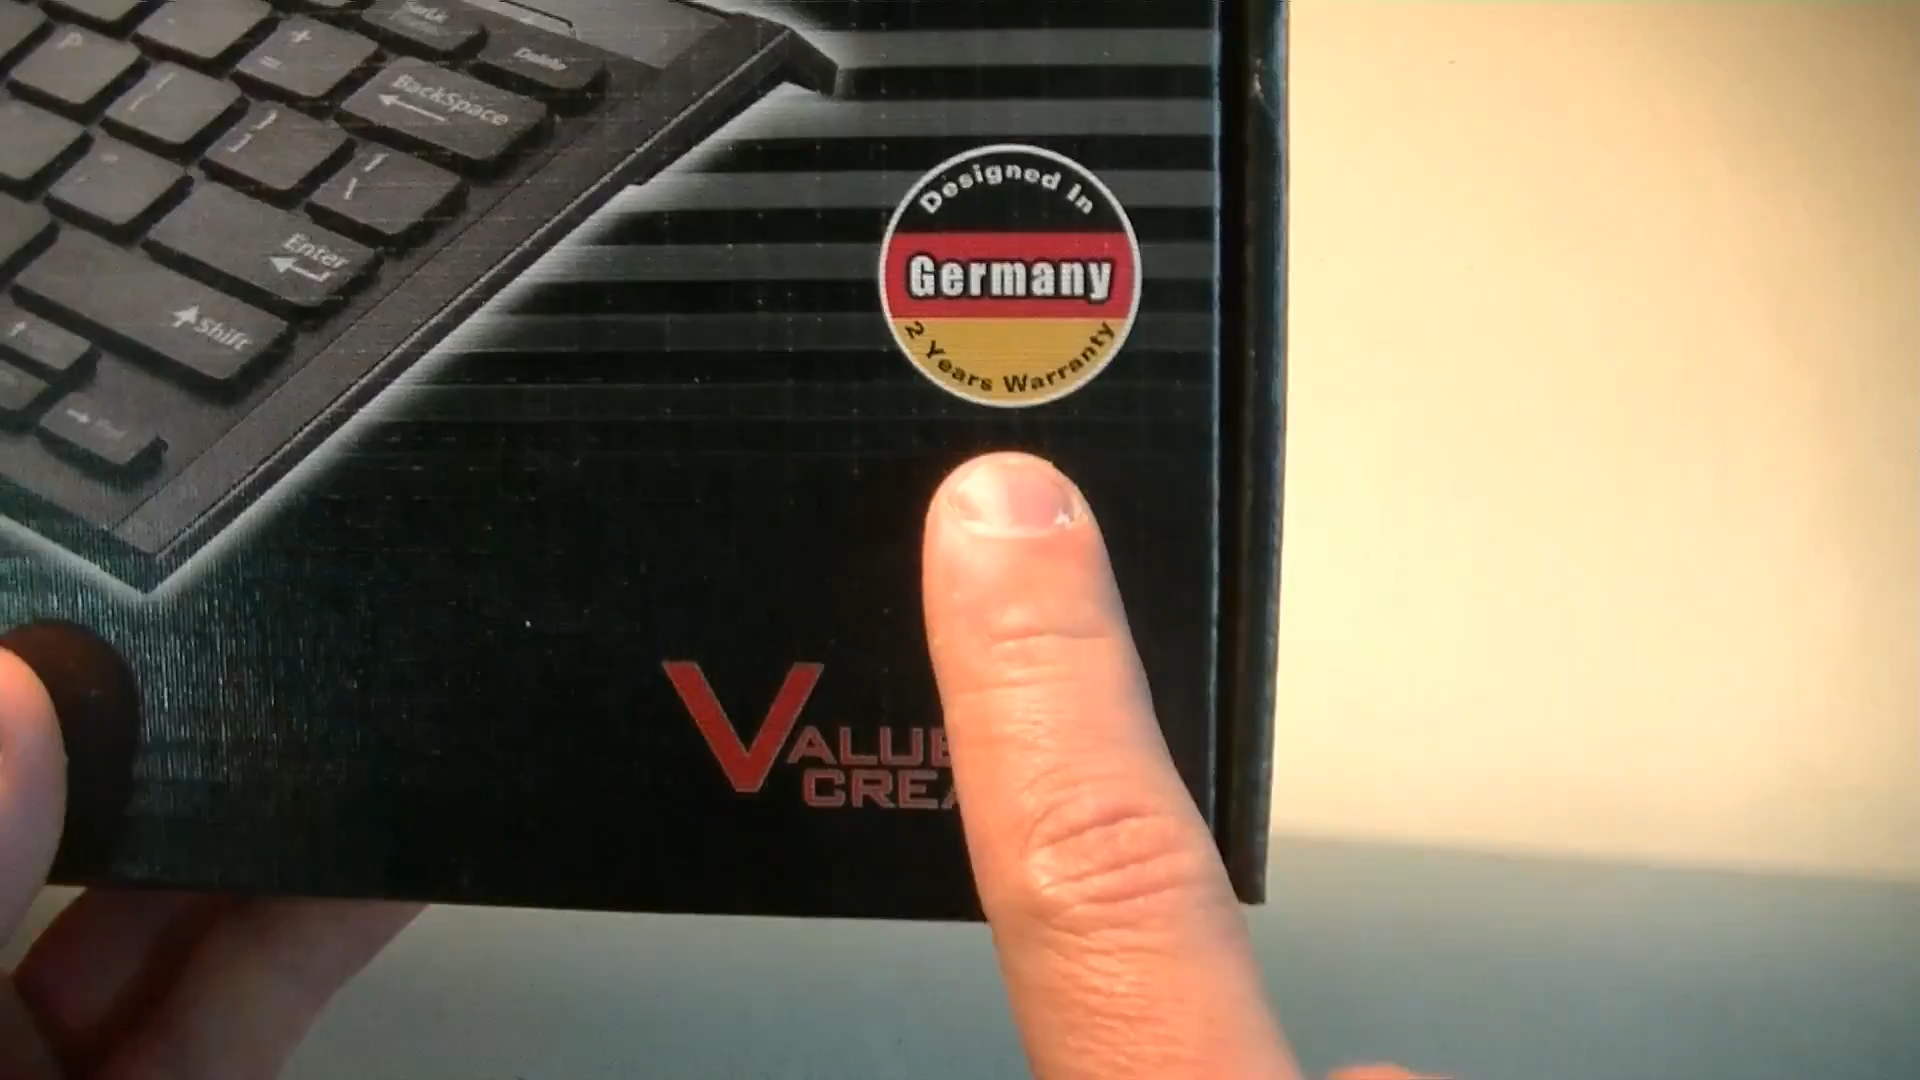 P
+
=
Delete
BackSpace
{
[
}
]
|
\
Enter
Shift
Designed In
Germany
2 Years Warranty
VALUE
CREA